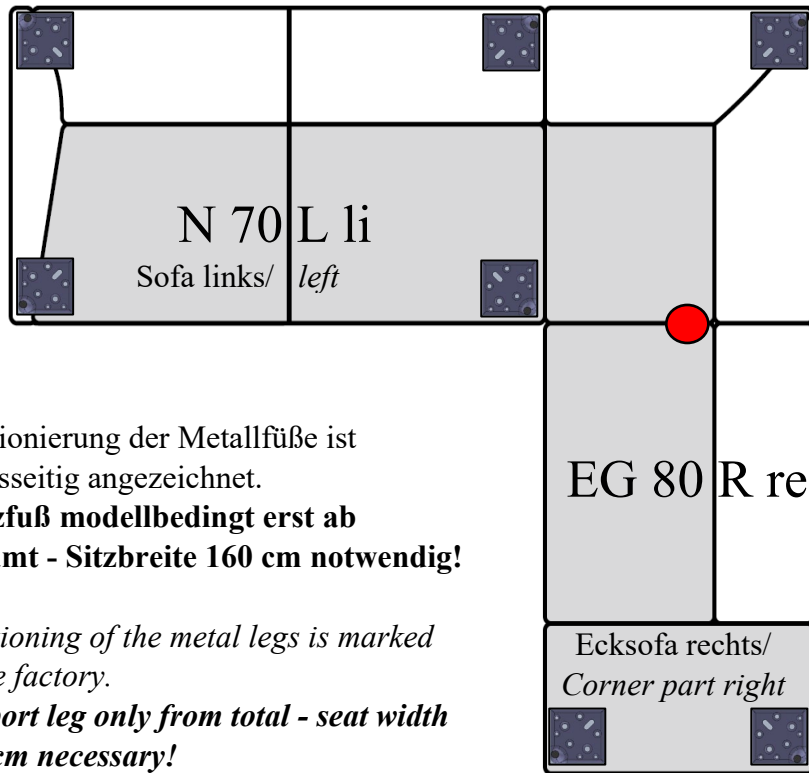 N 70 L li
Sofa links/ left
ionierung der Metallfüße ist
sseitig angezeichnet.
zfuß modellbedingt erst ab
amt - Sitzbreite 160 cm notwendig!
tioning of the metal legs is marked
e factory.
port leg only from total - seat width
cm necessary!
EG 80 R re
Ecksofa rechts/
Corner part right